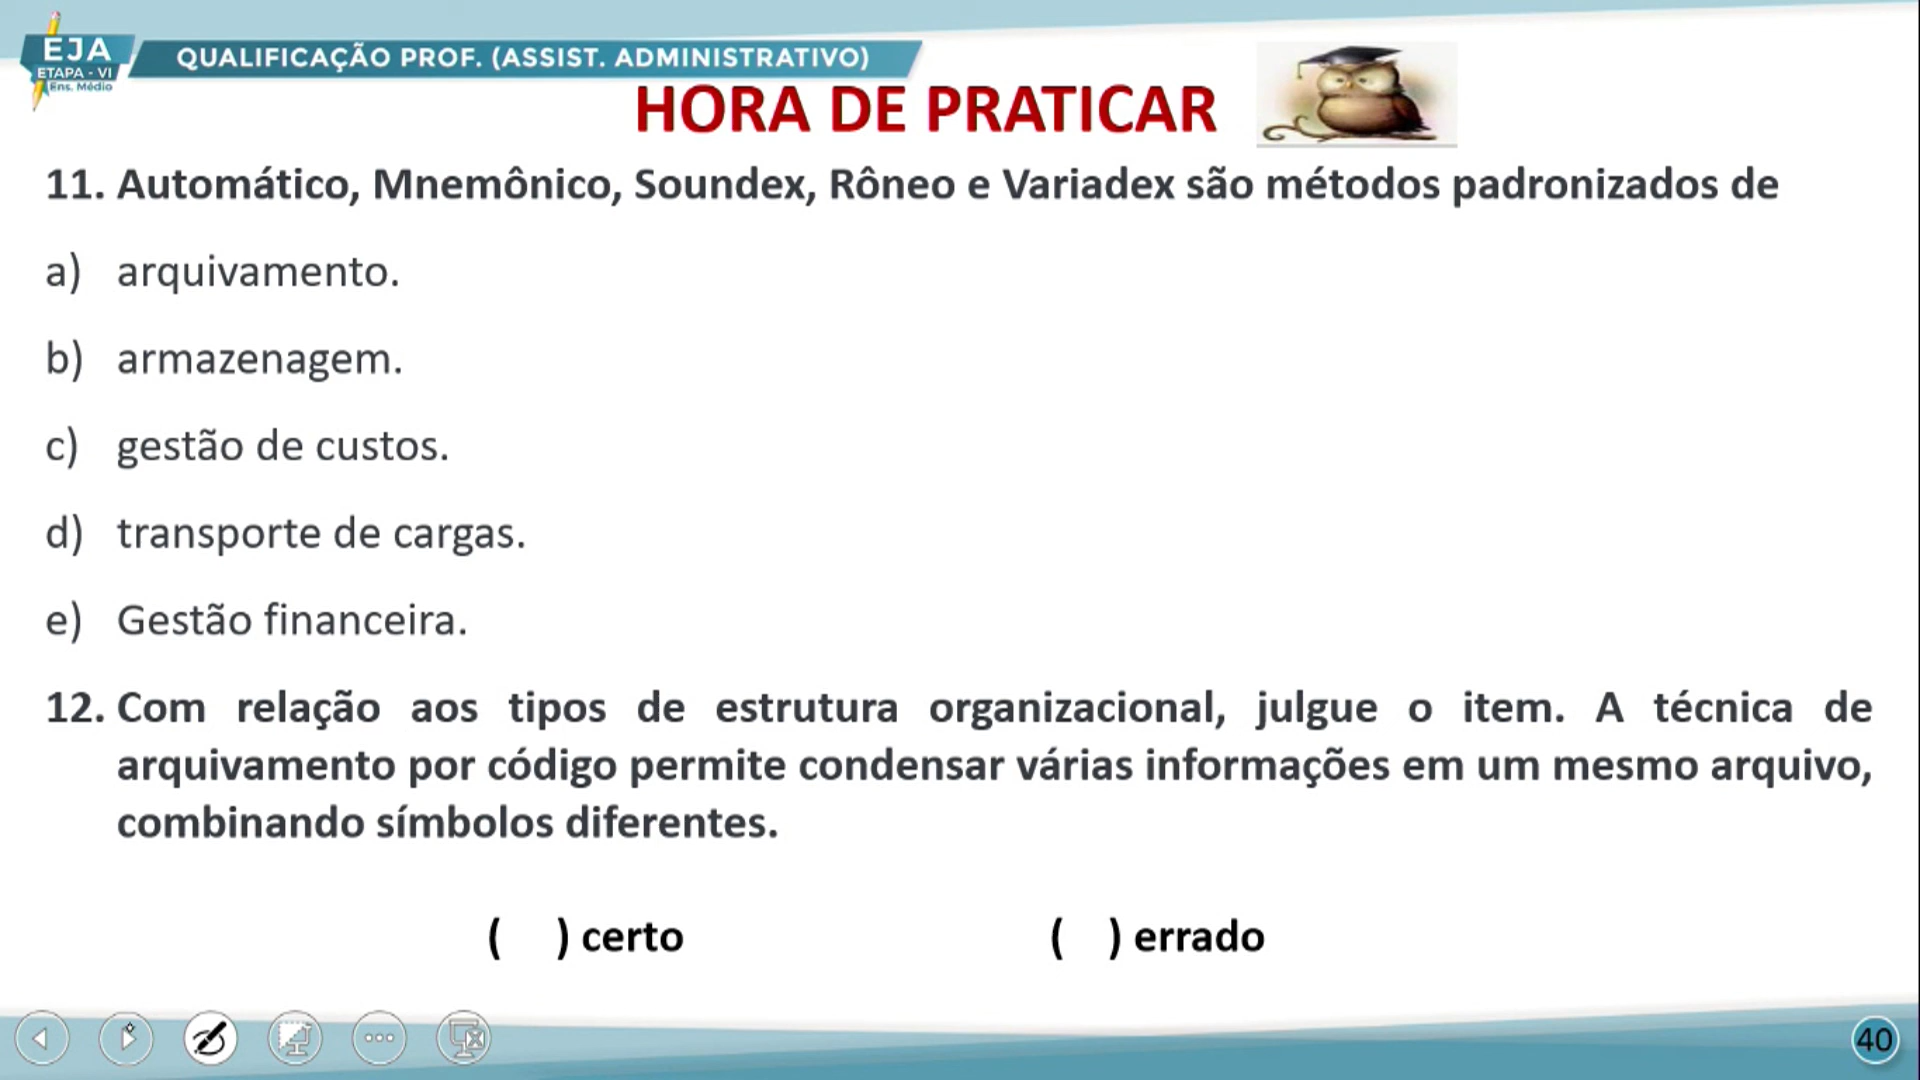 EJA
ETAPA - VI
Ens. Médio
QUALIFICAÇÃO PROF. (ASSIST. ADMINISTRATIVO)
HORA DE PRATICAR
11. Automático, Mnemônico, Soundex, Rôneo e Variadex são métodos padronizados de
a) arquivamento.
b) armazenagem.
c) gestão de custos.
d) transporte de cargas.
e) Gestão financeira.
12. Com relação aos tipos de estrutura organizacional, julgue o item. A técnica de
arquivamento por código permite condensar várias informações em um mesmo arquivo,
combinando símbolos diferentes.
( ) certo ( ) errado
40